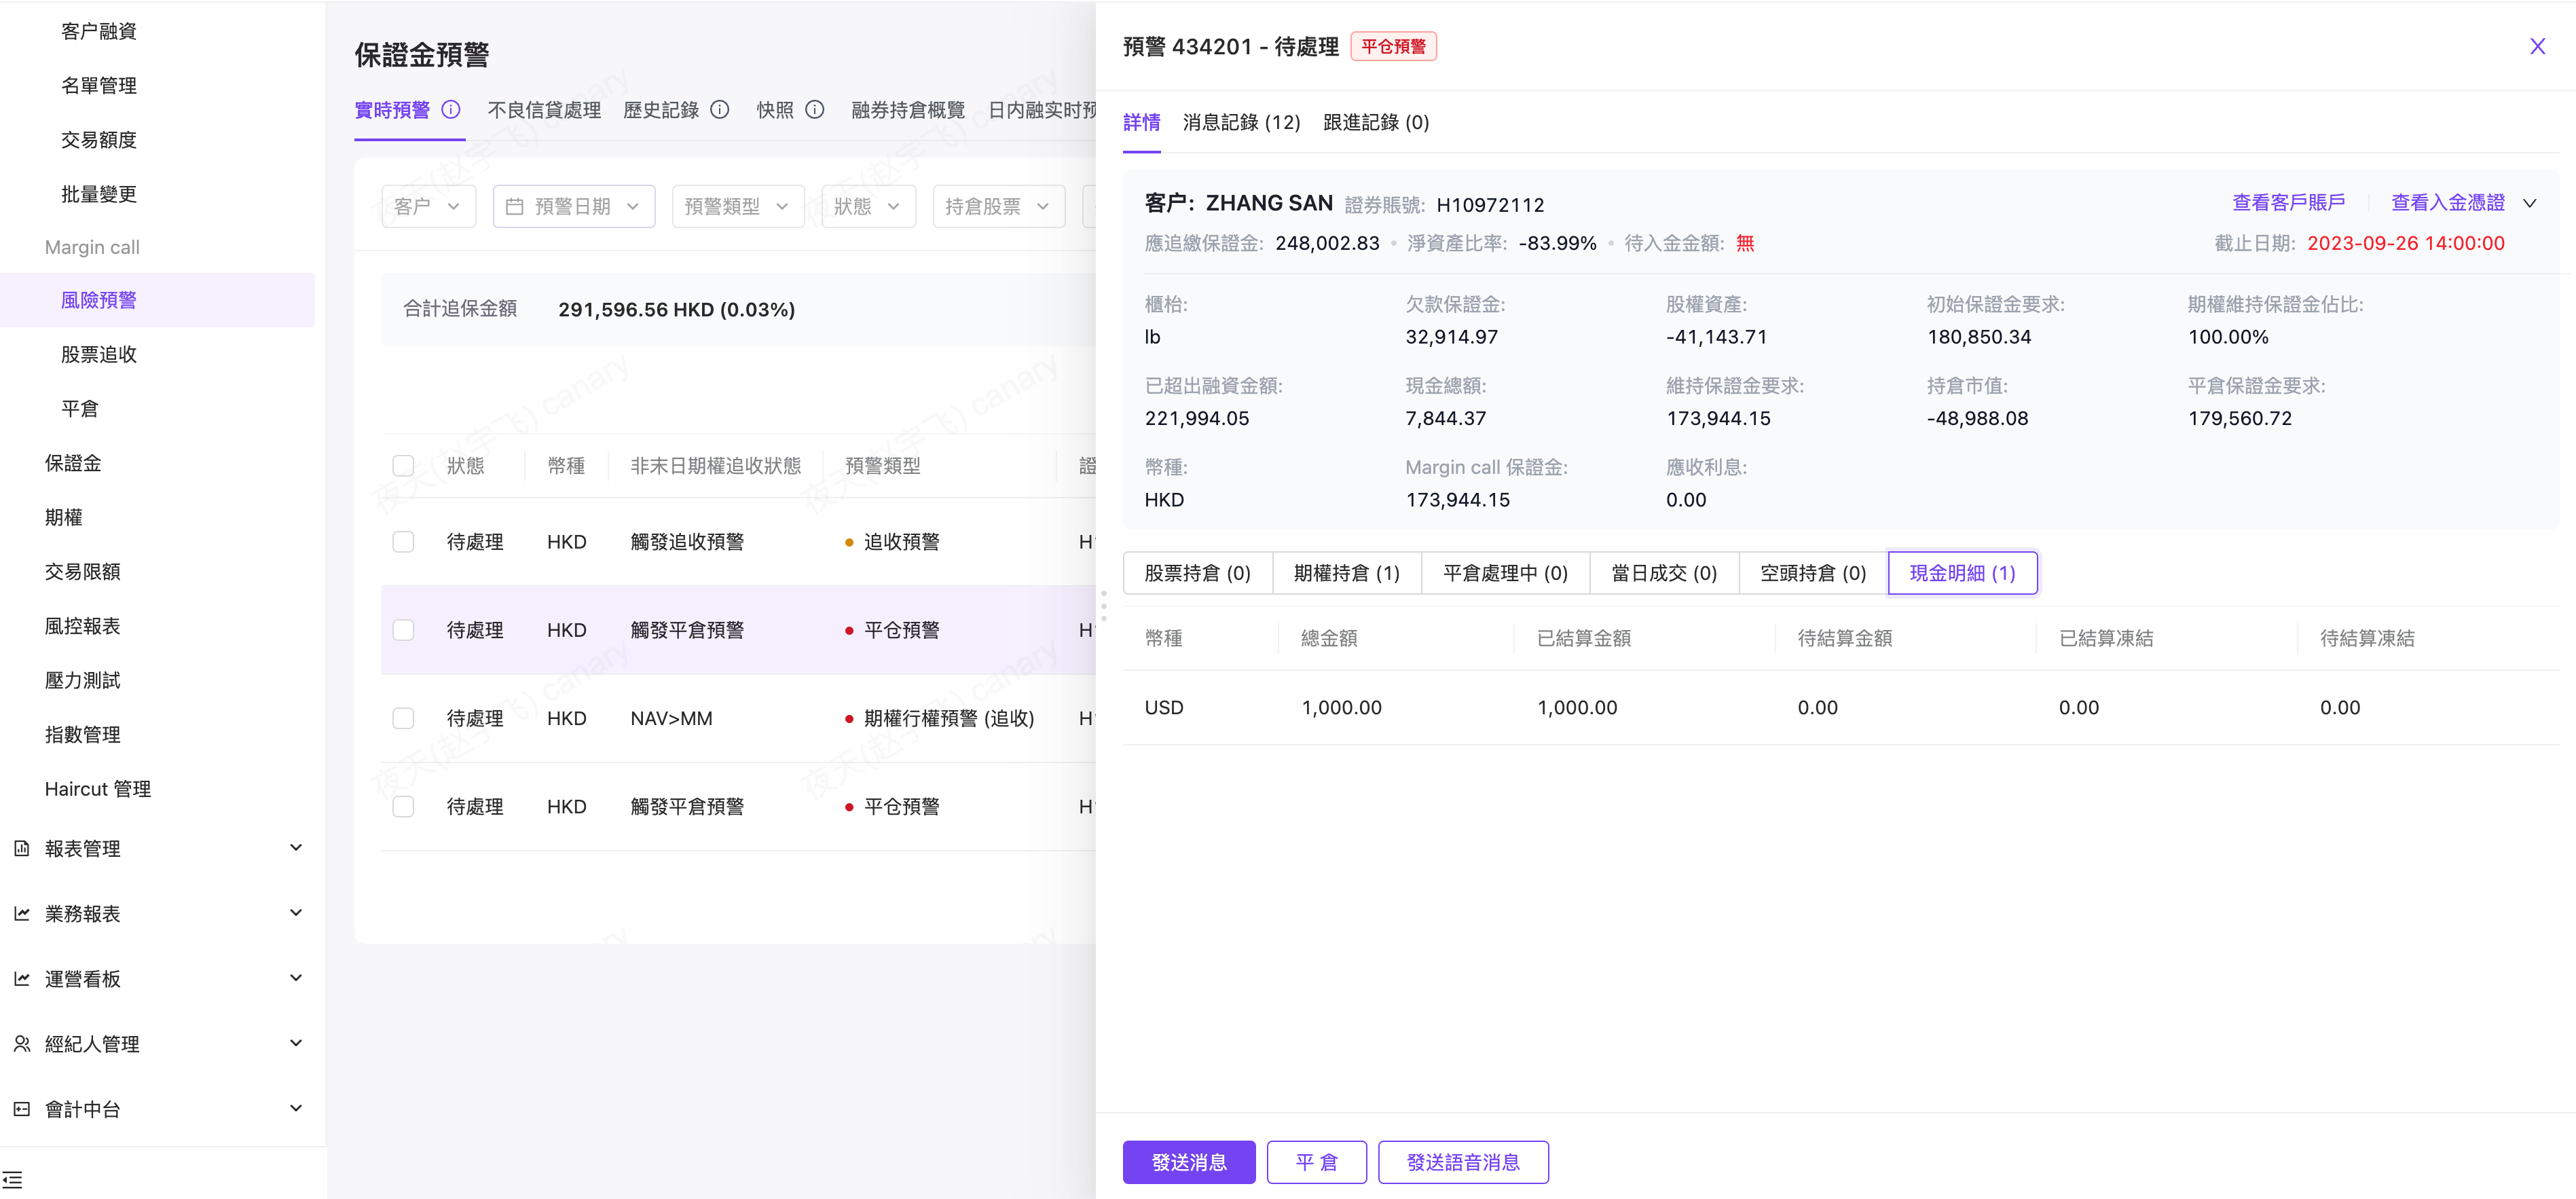 客户融資
名單管理
交易額度
批量變更
Margin call
風險預警
股票追收
平倉
保證金
期權
交易限額
風控報表
壓力測試
指數管理
Haircut 管理
報表管理
業務報表
運營看板
經紀人管理
會計中台
保證金預警
實時預警 不良信貸處理 歷史記錄 快照 融券持倉概覽 日内融实时预
客户 預警日期 預警類型 狀態 持倉股票
合計追保金額 291,596.56 HKD (0.03%)
狀態 幣種 非末日期權追收狀態 預警類型 證
待處理 HKD 觸發追收預警 追收預警 H1
待處理 HKD 觸發平倉預警 平仓預警 H1
待處理 HKD NAV>MM 期權行權預警 (追收) H1
待處理 HKD 觸發平倉預警 平仓預警 H1
夜天(赵宇飞) canary
預警 434201 - 待處理 平仓預警
詳情 消息記錄 (12) 跟進記錄 (0)
客户: ZHANG SAN 證券賬號: H10972112 查看客戶賬戶 查看入金憑證
應追繳保證金: 248,002.83 • 淨資產比率: -83.99% • 待入金金額: 無 截止日期: 2023-09-26 14:00:00
櫃枱: 欠款保證金: 股權資產: 初始保證金要求: 期權維持保證金佔比:
lb 32,914.97 -41,143.71 180,850.34 100.00%
已超出融資金額: 現金總額: 維持保證金要求: 持倉市值: 平倉保證金要求:
221,994.05 7,844.37 173,944.15 -48,988.08 179,560.72
幣種: Margin call 保證金: 應收利息:
HKD 173,944.15 0.00
股票持倉 (0) 期權持倉 (1) 平倉處理中 (0) 當日成交 (0) 空頭持倉 (0) 現金明細 (1)
幣種 總金額 已結算金額 待結算金額 已結算凍結 待結算凍結
USD 1,000.00 1,000.00 0.00 0.00 0.00
發送消息 平 倉 發送語音消息